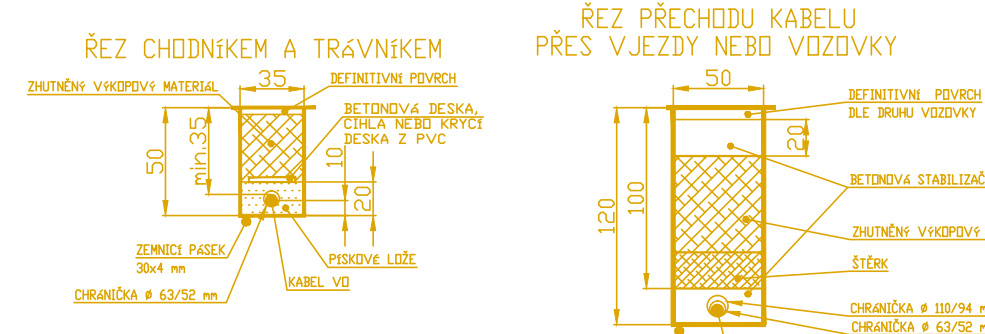 ŘEZ CHODNÍKEM A TRÁVNÍKEM
35
ZHUTNĚNÝ VÝKOPOVÝ MATERIÁL
DEFINITIVNÍ POVRCH
BETONOVÁ DESKA,
CIHLA NEBO KRYCÍ
DESKA Z PVC
50
min.35
10
20
ZEMNICÍ PÁSEK
30x4 mm
CHRÁNIČKA ø 63/52 mm
KABEL VO
PÍSKOVÉ LOŽE
ŘEZ PŘECHODU KABELU
PŘES VJEZDY NEBO VOZOVKY
50
DEFINITIVNÍ POVRCH
DLE DRUHU VOZOVKY
20
BETONOVÁ STABILIZAČ
120
100
ZHUTNĚNÝ VÝKOPOVÝ
ŠTĚRK
CHRÁNIČKA ø 110/94 m
CHRÁNIČKA ø 63/52 m